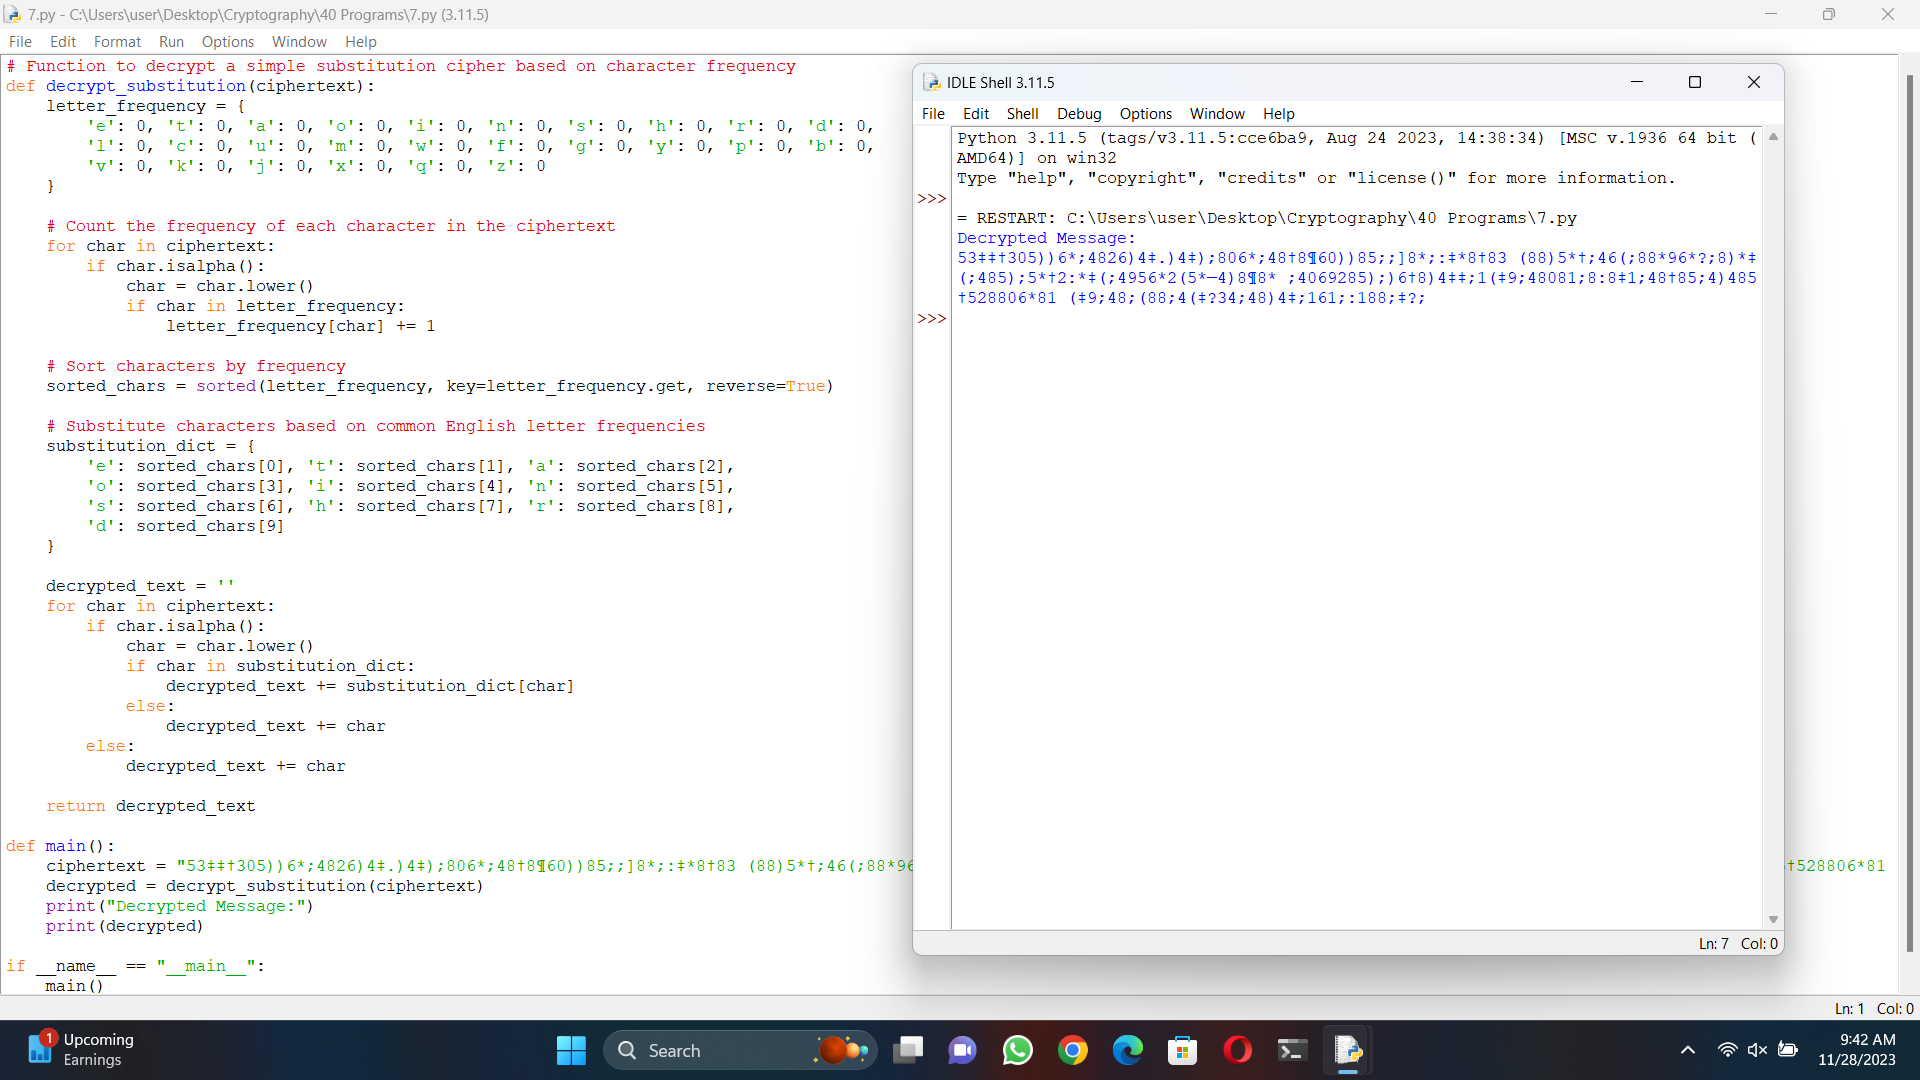 7.py - C:\Users\user\Desktop\Cryptography\40 Programs\7.py (3.11.5)
File Edit Format Run Options Window Help
# Function to decrypt a simple substitution cipher based on character frequency
def decrypt_substitution(ciphertext):
    letter_frequency = {
        'e': 0, 't': 0, 'a': 0, 'o': 0, 'i': 0, 'n': 0, 's': 0, 'h': 0, 'r': 0, 'd': 0,
        'l': 0, 'c': 0, 'u': 0, 'm': 0, 'w': 0, 'f': 0, 'g': 0, 'y': 0, 'p': 0, 'b': 0,
        'v': 0, 'k': 0, 'j': 0, 'x': 0, 'q': 0, 'z': 0
    }
    # Count the frequency of each character in the ciphertext
    for char in ciphertext:
        if char.isalpha():
            char = char.lower()
            if char in letter_frequency:
                letter_frequency[char] += 1
    # Sort characters by frequency
    sorted_chars = sorted(letter_frequency, key=letter_frequency.get, reverse=True)
    # Substitute characters based on common English letter frequencies
    substitution_dict = {
        'e': sorted_chars[0], 't': sorted_chars[1], 'a': sorted_chars[2],
        'o': sorted_chars[3], 'i': sorted_chars[4], 'n': sorted_chars[5],
        's': sorted_chars[6], 'h': sorted_chars[7], 'r': sorted_chars[8],
        'd': sorted_chars[9]
    }
    decrypted_text = ''
    for char in ciphertext:
        if char.isalpha():
            char = char.lower()
            if char in substitution_dict:
                decrypted_text += substitution_dict[char]
            else:
                decrypted_text += char
        else:
            decrypted_text += char
    return decrypted_text
def main():
    ciphertext = "53‡‡†305))6*;4826)4‡.)4‡);806*;48†8¶60))85;;]8*;:‡*8†83 (88)5*†;46(;88*96 †528806*81
    decrypted = decrypt_substitution(ciphertext)
    print("Decrypted Message:")
    print(decrypted)
if __name__ == "__main__":
    main()
Ln: 1 Col: 0
IDLE Shell 3.11.5
File Edit Shell Debug Options Window Help
Python 3.11.5 (tags/v3.11.5:cce6ba9, Aug 24 2023, 14:38:34) [MSC v.1936 64 bit (
AMD64)] on win32
Type "help", "copyright", "credits" or "license()" for more information.
>>>
= RESTART: C:\Users\user\Desktop\Cryptography\40 Programs\7.py
Decrypted Message:
53‡‡†305))6*;4826)4‡.)4‡);806*;48†8¶60))85;;]8*;:‡*8†83 (88)5*†;46(;88*96*?;8)*‡
(;485);5*†2:*‡(;4956*2(5*—4)8¶8* ;4069285);)6†8)4‡‡;1(‡9;48081;8:8‡1;48†85;4)485
†528806*81 (‡9;48;(88;4(‡?34;48)4‡;161;:188;‡?;
>>>
Ln: 7 Col: 0
1
Upcoming
Earnings
Search
9:42 AM
11/28/2023